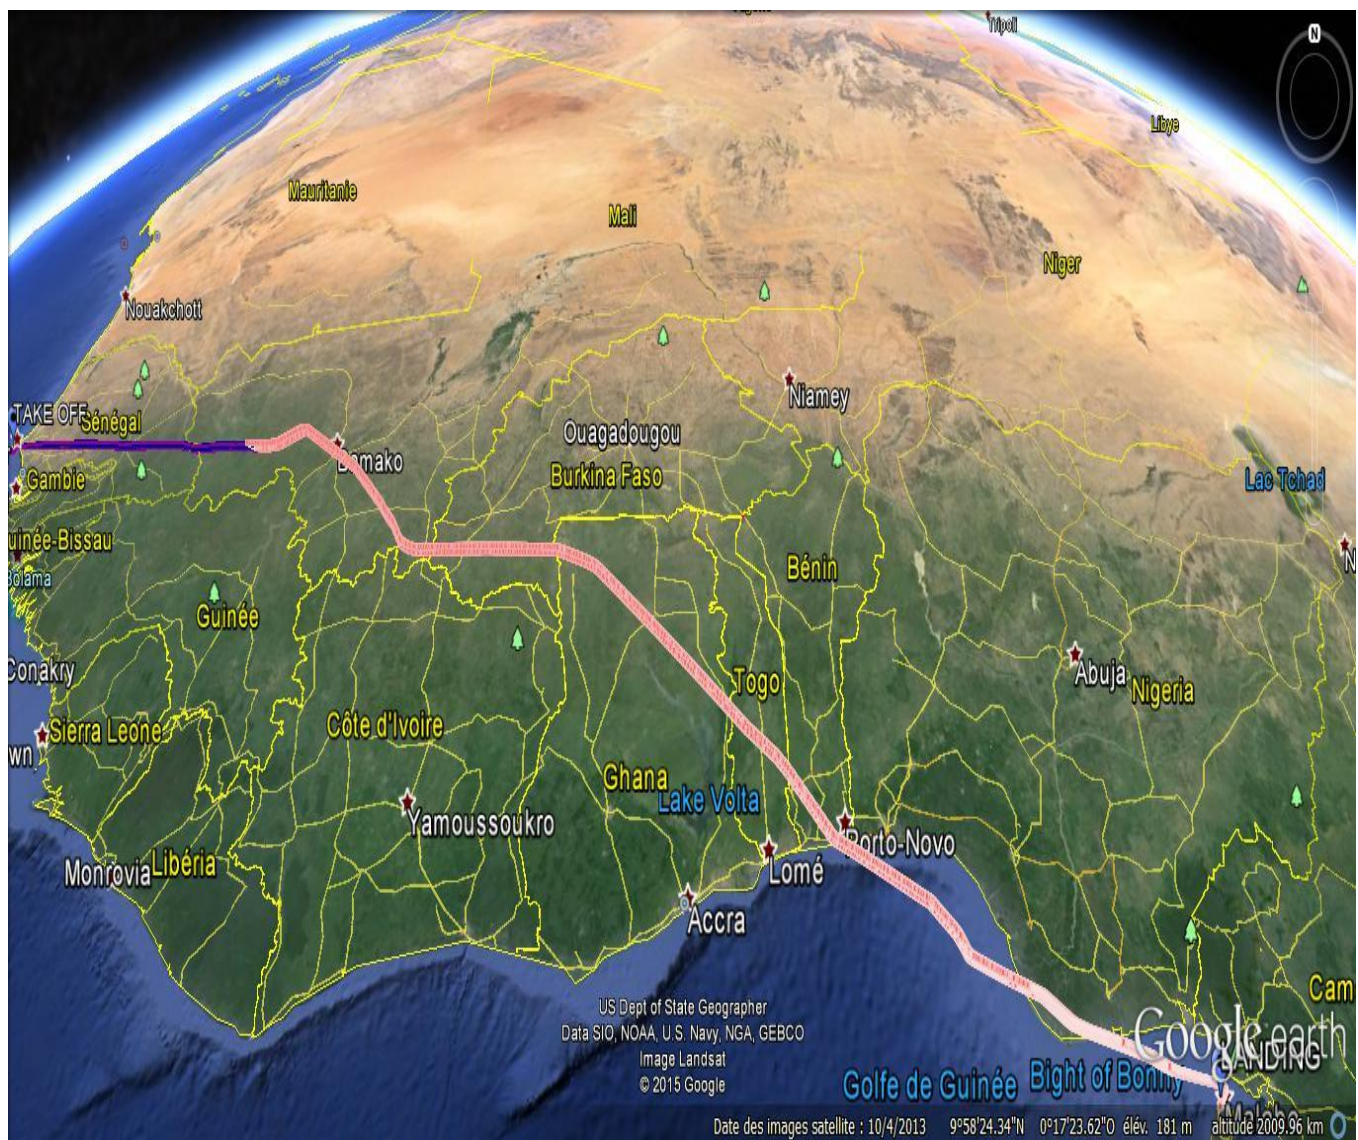 Tripoli
N
Libye
Mauritanie
Mali
Niger
Nouakchott
Niamey
TAKE OFF
Sénégal
Ouagadougou
Bamako
Gambie
Burkina Faso
Lac Tchad
uinée-Bissau
N
Bolama
Bénin
Guinée
Conakry
Abuja
Togo
Nigeria
Sierra Leone
Côte d'Ivoire
wn
Ghana
Lake Volta
Yamoussoukro
Porto-Novo
Monrovia
Libéria
Lomé
Accra
Cam
US Dept of State Geographer
Data SIO, NOAA, U.S. Navy, NGA, GEBCO
Image Landsat
© 2015 Google
Google earth
LANDING
Golfe de Guinée
Bight of Bonny
Malabo
Date des images satellite : 10/4/2013 9°58'24.34"N 0°17'23.62"O élév. 181 m altitude 2009.96 km